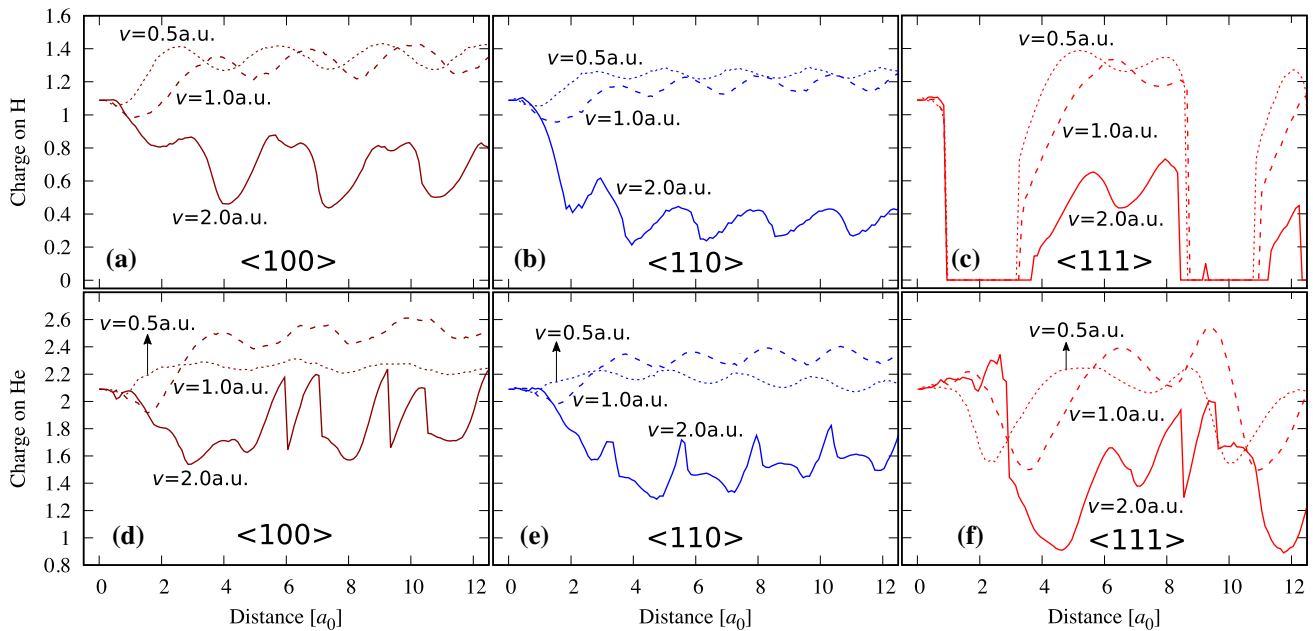 1.6
1.4
1.2
1
0.8
0.6
0.4
0.2
0
Charge on H
v=0.5a.u.
v=1.0a.u.
v=2.0a.u.
(a)
<100>
v=0.5a.u.
v=1.0a.u.
v=2.0a.u.
(b)
<110>
v=0.5a.u.
v=1.0a.u.
v=2.0a.u.
(c)
<111>
2.6
2.4
2.2
2
1.8
1.6
1.4
1.2
1
0.8
Charge on He
v=0.5a.u.
v=1.0a.u.
v=2.0a.u.
(d)
<100>
v=0.5a.u.
v=1.0a.u.
v=2.0a.u.
(e)
<110>
v=0.5a.u.
v=1.0a.u.
v=2.0a.u.
(f)
<111>
0 2 4 6 8 10 12
0 2 4 6 8 10 12
0 2 4 6 8 10 12
Distance [a0]
Distance [a0]
Distance [a0]